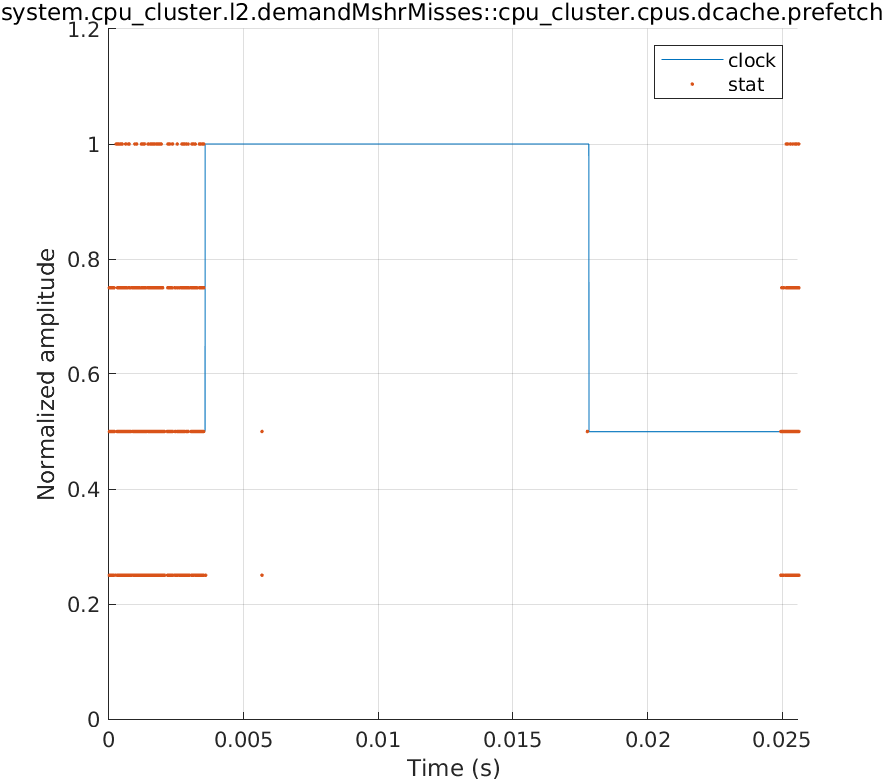 system.cpu_cluster.l2.demandMshrMisses::cpu_cluster.cpus.dcache.prefetch
1.2
clock
stat
1
0.8
0.6
0.4
0.2
0
Normalized amplitude
0 0.005 0.01 0.015 0.02 0.025
Time (s)